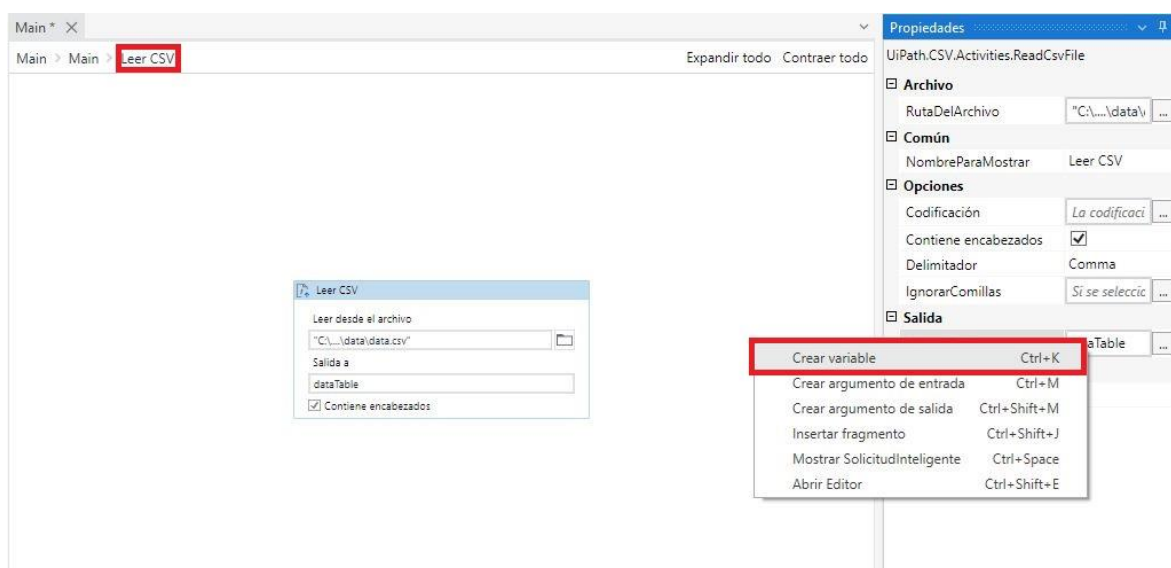 Main *
Main > Main > Leer CSV
Expandir todo Contraer todo
Leer CSV
Leer desde el archivo
"C:\....\data\data.csv"
Salida a
dataTable
Contiene encabezados
Propiedades
UiPath.CSV.Activities.ReadCsvFile
Archivo
RutaDelArchivo "C:\....\data\ ...
Común
NombreParaMostrar Leer CSV
Opciones
Codificación La codificaci ...
Contiene encabezados
Delimitador Comma
IgnorarComillas Si se seleccic ...
Salida
aTable ...
Crear variable Ctrl+K
Crear argumento de entrada Ctrl+M
Crear argumento de salida Ctrl+Shift+M
Insertar fragmento Ctrl+Shift+J
Mostrar SolicitudInteligente Ctrl+Space
Abrir Editor Ctrl+Shift+E